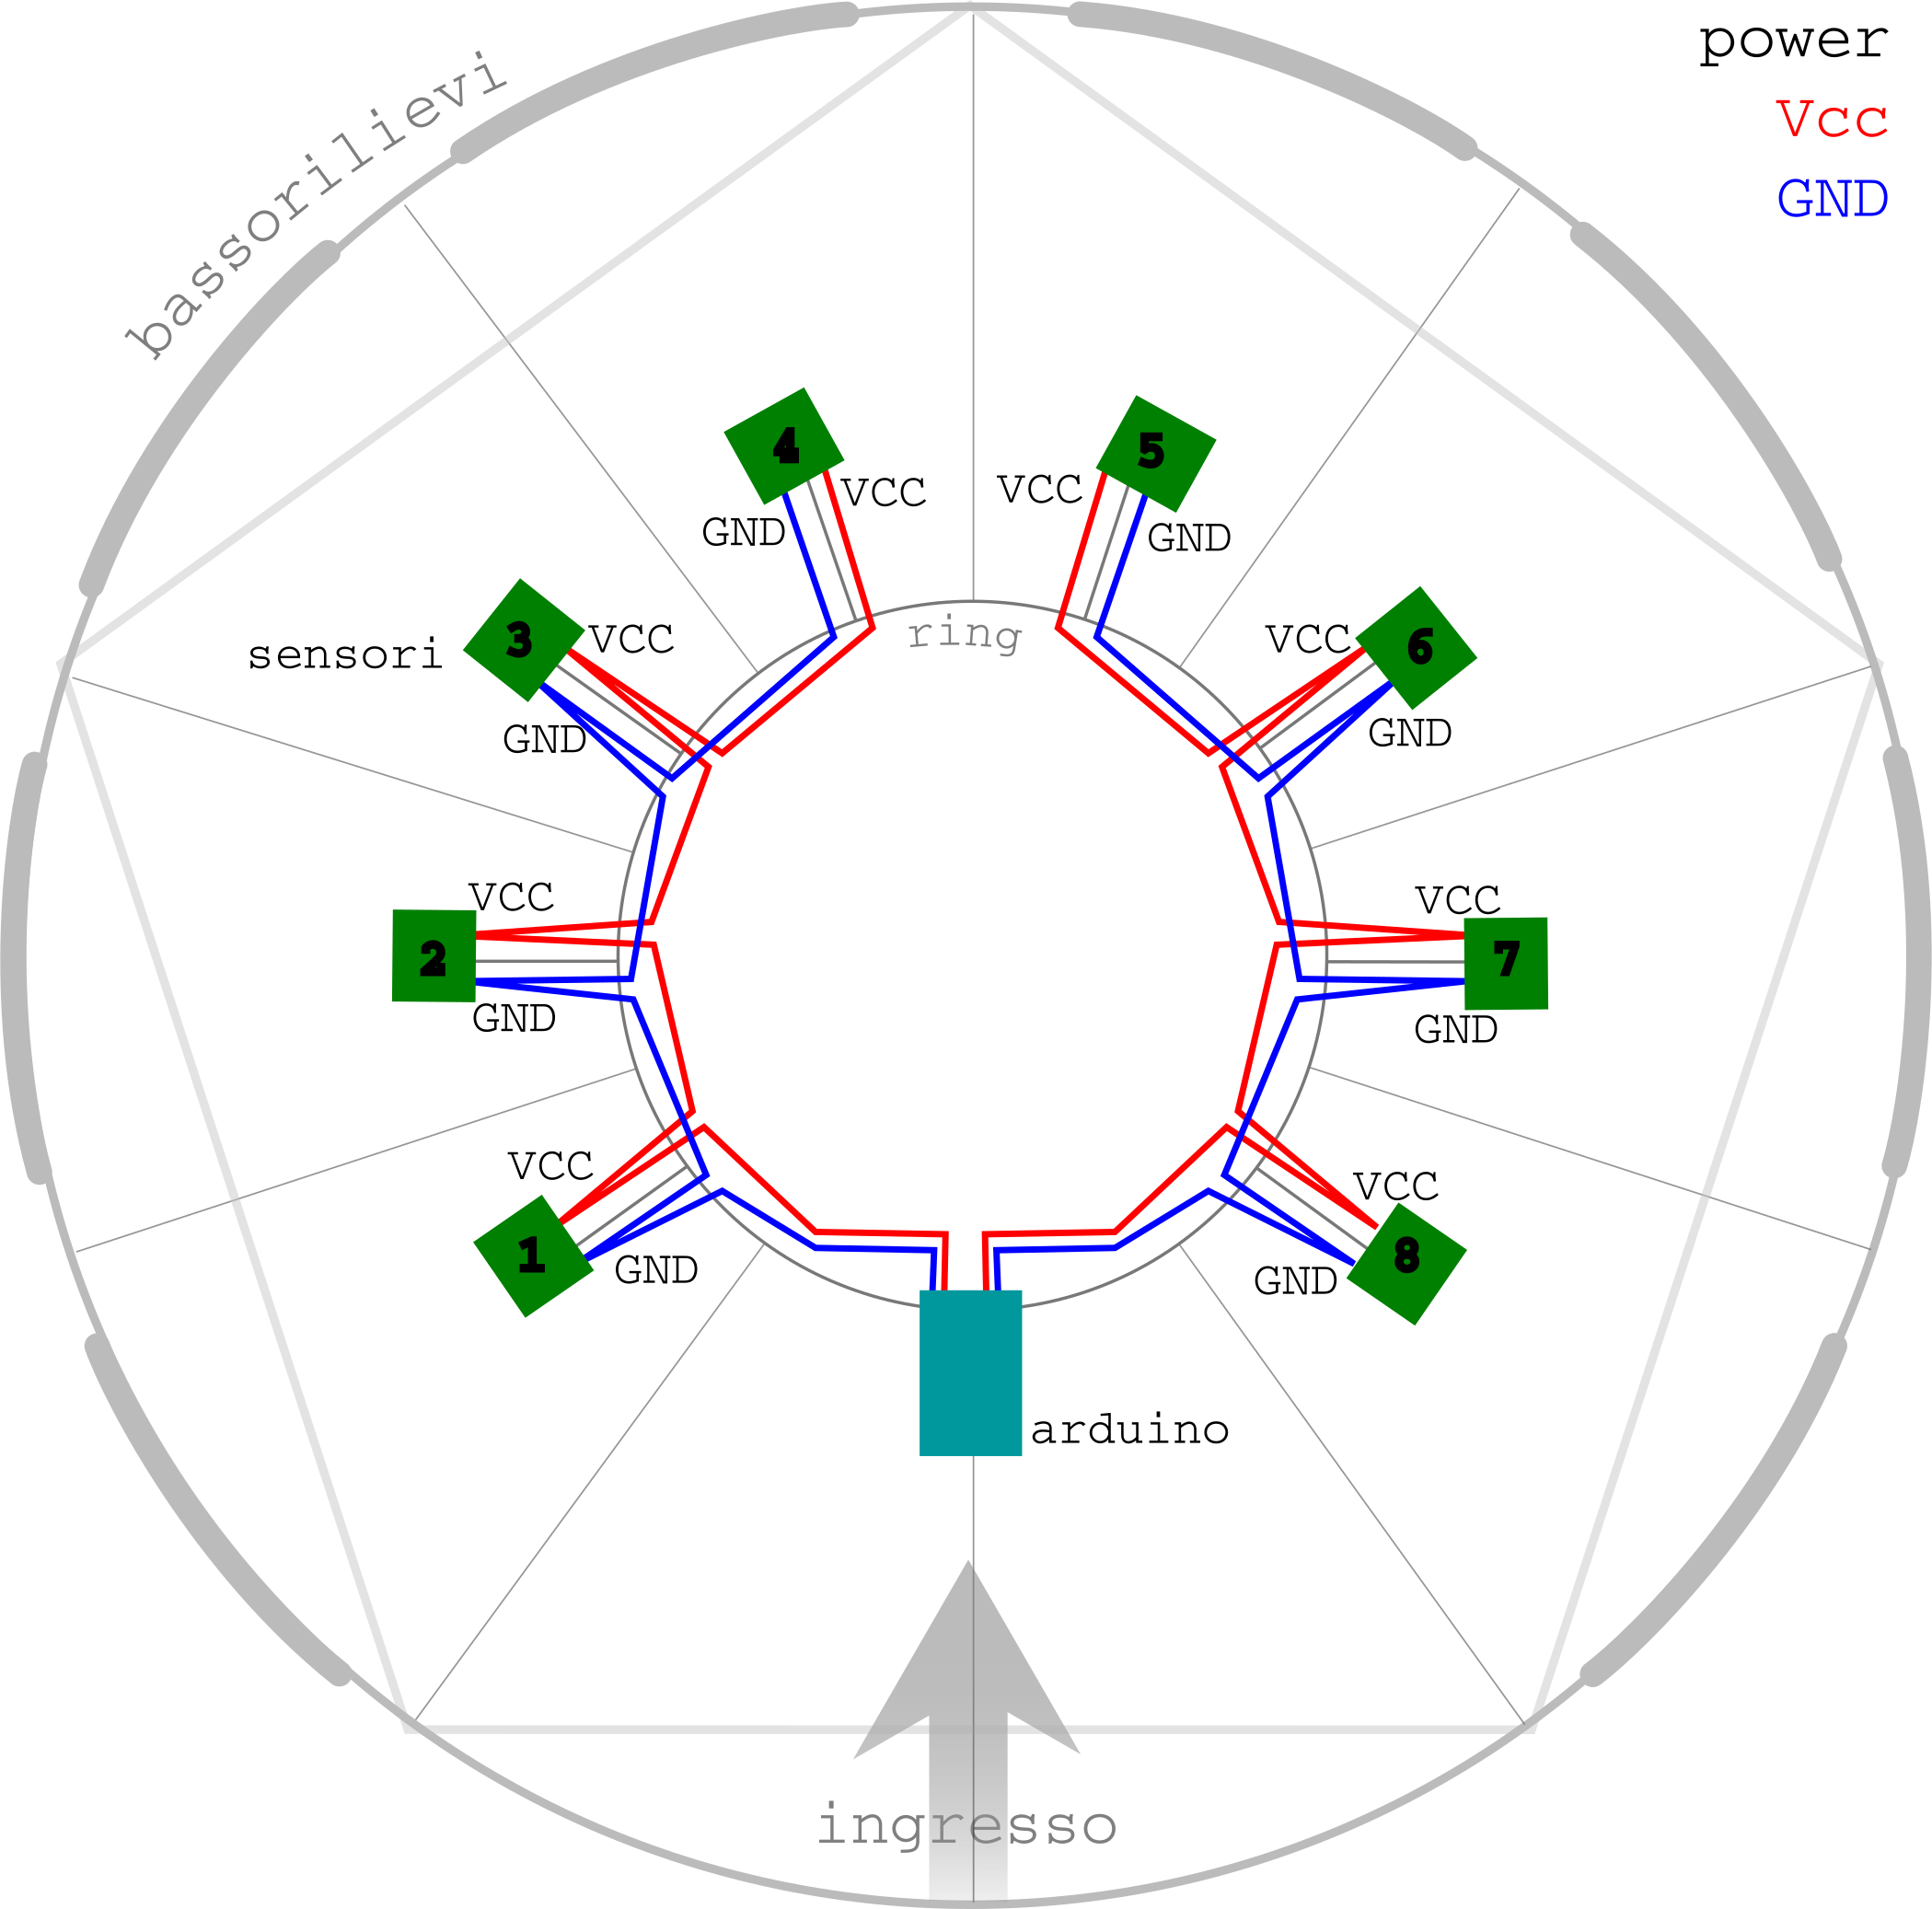 power
Vcc
GND
bassorilievi
4
VCC
GND
5
VCC
GND
ring
sensori
3
VCC
GND
6
VCC
GND
2
VCC
GND
7
VCC
GND
1
VCC
GND
8
VCC
GND
arduino
ingresso